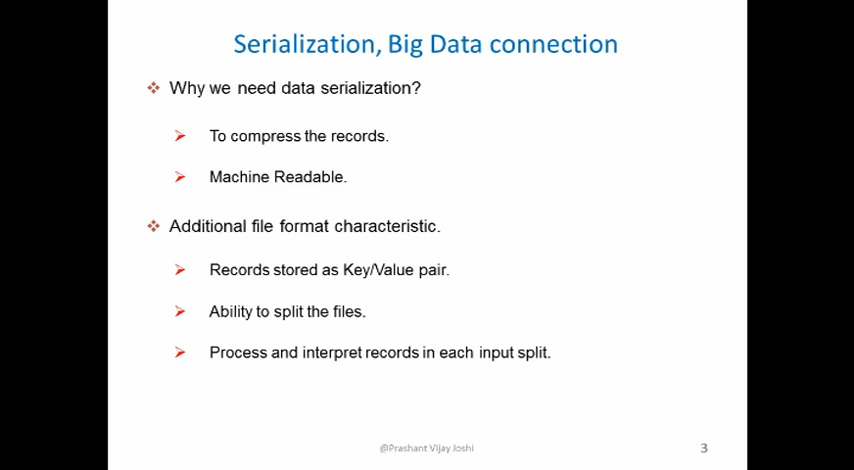 Serialization, Big Data connection
Why we need data serialization?
To compress the records.
Machine Readable.
Additional file format characteristic.
Records stored as Key/Value pair.
Ability to split the files.
Process and interpret records in each input split.
@Prashant Vijay Joshi
3